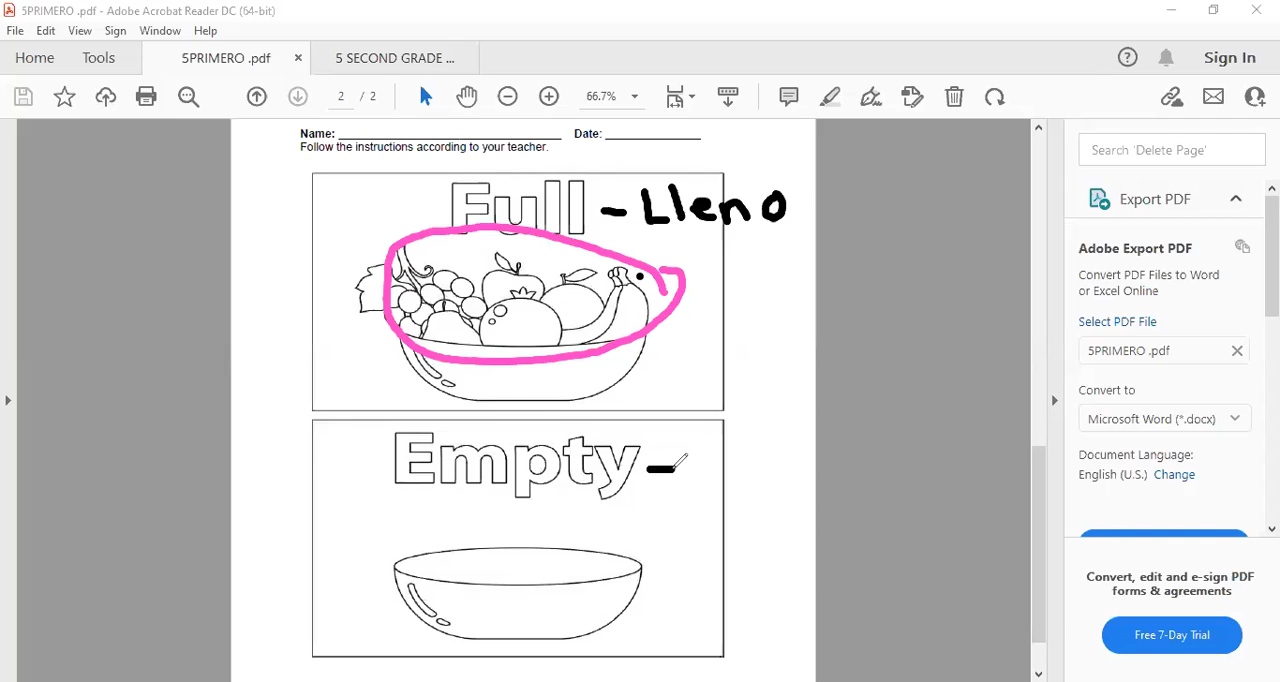 5PRIMERO .pdf - Adobe Acrobat Reader DC (64-bit)
File Edit View Sign Window Help
Home Tools 5PRIMERO .pdf × 5 SECOND GRADE ... Sign In
2 / 2 66.7%
Name: Date:
Follow the instructions according to your teacher.
Full - Lleno
Empty -
Search 'Delete Page'
Export PDF
Adobe Export PDF
Convert PDF Files to Word
or Excel Online
Select PDF File
5PRIMERO .pdf
Convert to
Microsoft Word (*.docx)
Document Language:
English (U.S.) Change
Convert, edit and e-sign PDF
forms & agreements
Free 7-Day Trial